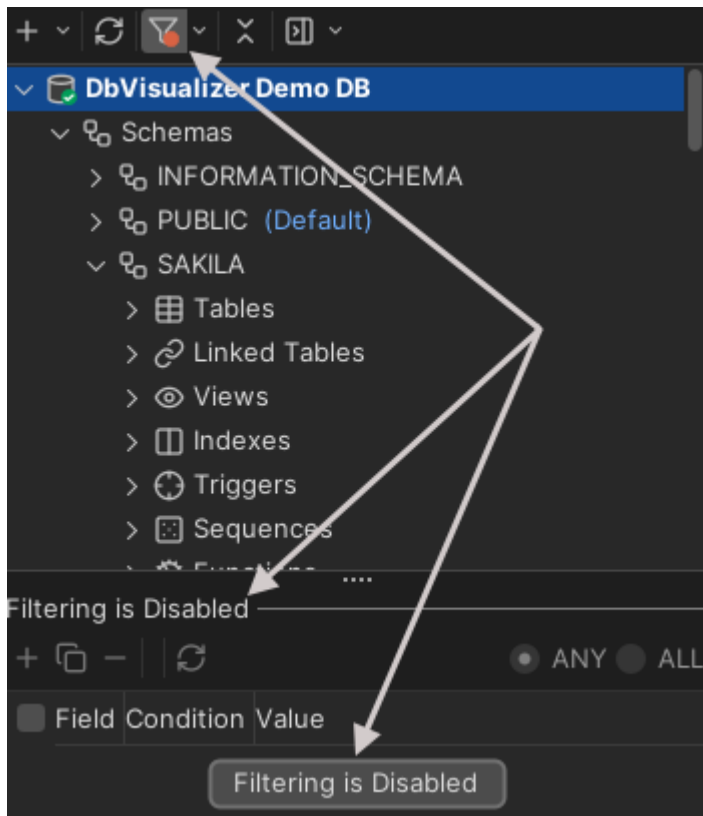 DbVisualizer Demo DB
Schemas
INFORMATION_SCHEMA
PUBLIC (Default)
SAKILA
Tables
Linked Tables
Views
Indexes
Triggers
Sequences
Filtering is Disabled
ANY ALL
Field Condition Value
Filtering is Disabled